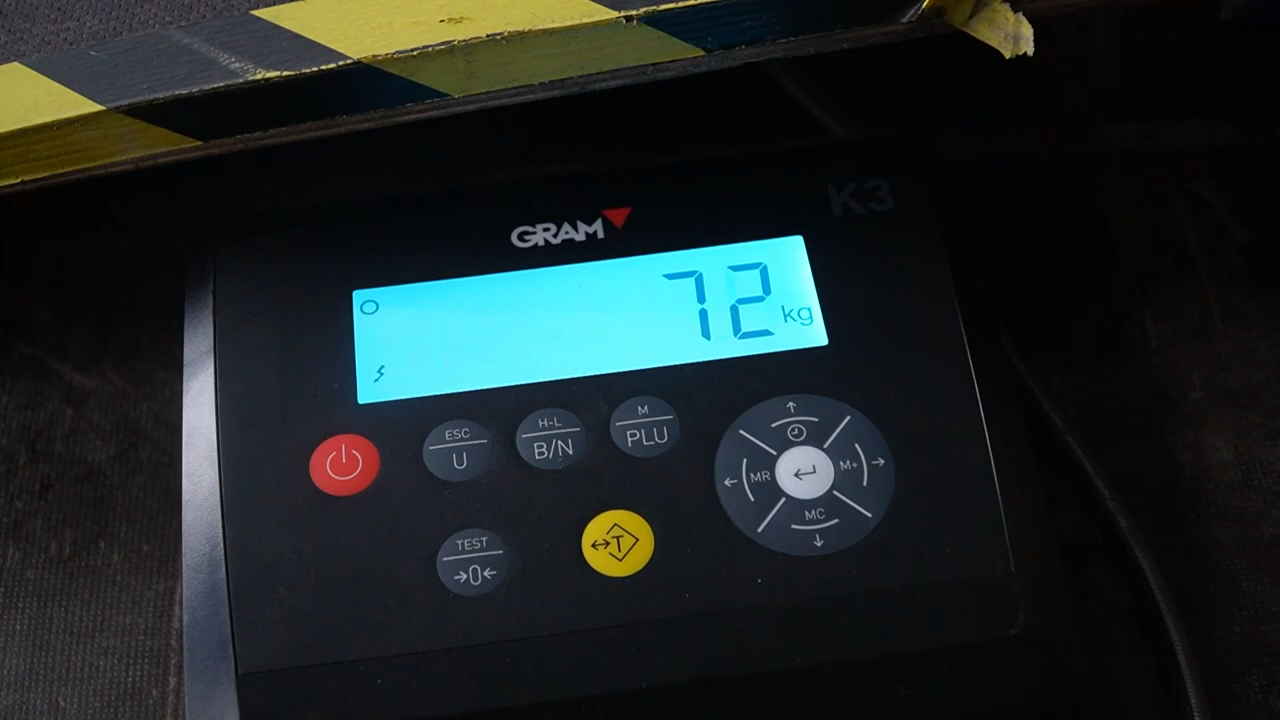 K3
GRAM
72 kg
ESC
U
H-L
B/N
M
PLU
MR
M+
MC
TEST
→0←
↔T